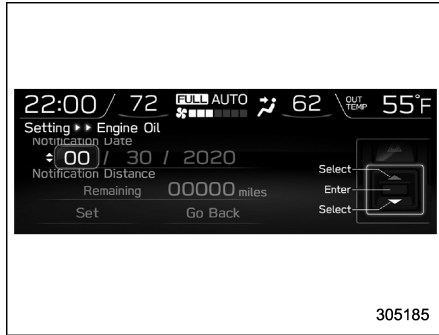 22:00 / 72 FULL AUTO 62 OUT TEMP 55°F
Setting ▸▸ Engine Oil
Notification Date
00 / 30 / 2020
Notification Distance
Remaining 00000 miles
Set Go Back
Select
Enter
Select
305185